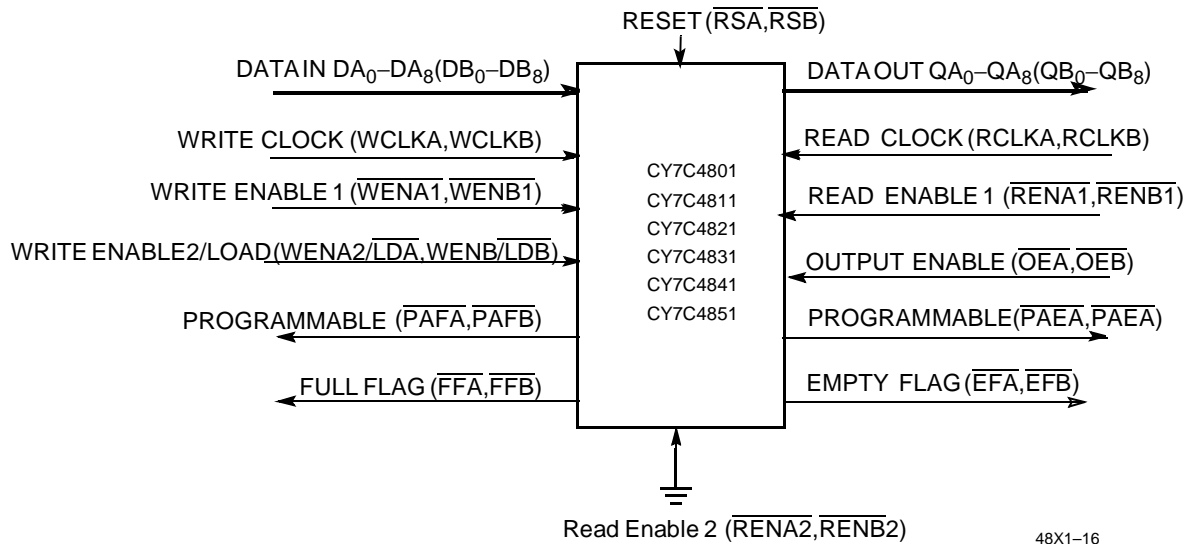 RESET (RSA,RSB)
DATA IN DA0–DA8(DB0–DB8)
DATA OUT QA0–QA8(QB0–QB8)
WRITE CLOCK (WCLKA,WCLKB)
READ CLOCK (RCLKA,RCLKB)
CY7C4801
WRITE ENABLE 1 (WENA1,WENB1)
CY7C4811
READ ENABLE 1 (RENA1,RENB1)
CY7C4821
WRITE ENABLE2/LOAD(WENA2/LDA,WENB/LDB)
CY7C4831
OUTPUT ENABLE (OEA,OEB)
CY7C4841
PROGRAMMABLE (PAFA,PAFB)
CY7C4851
PROGRAMMABLE(PAEA,PAEA)
FULL FLAG (FFA,FFB)
EMPTY FLAG (EFA,EFB)
Read Enable 2 (RENA2,RENB2)
48X1–16